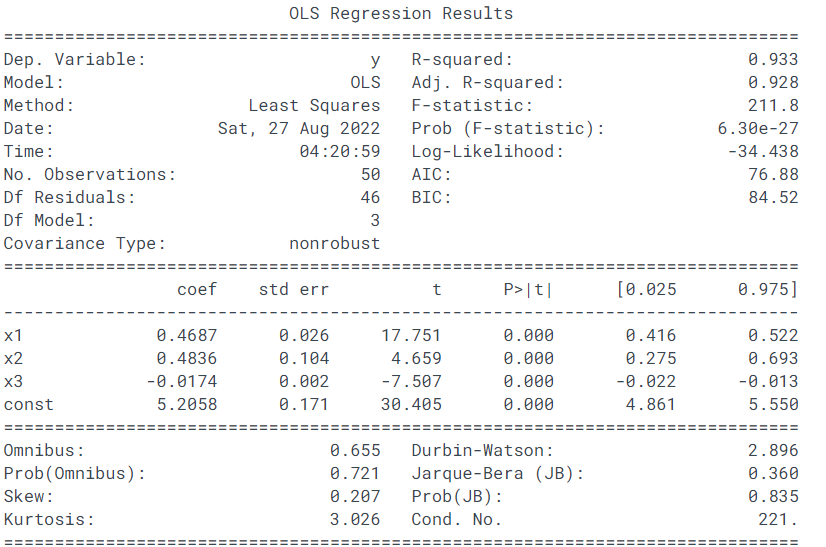 OLS Regression Results
==============================================================================
Dep. Variable:                      y   R-squared:                       0.933
Model:                            OLS   Adj. R-squared:                  0.928
Method:                 Least Squares   F-statistic:                     211.8
Date:                Sat, 27 Aug 2022   Prob (F-statistic):           6.30e-27
Time:                        04:20:59   Log-Likelihood:                -34.438
No. Observations:                  50   AIC:                             76.88
Df Residuals:                      46   BIC:                             84.52
Df Model:                           3
Covariance Type:            nonrobust
==============================================================================
                 coef    std err          t      P>|t|      [0.025      0.975]
------------------------------------------------------------------------------
x1             0.4687      0.026     17.751      0.000       0.416       0.522
x2             0.4836      0.104      4.659      0.000       0.275       0.693
x3            -0.0174      0.002     -7.507      0.000      -0.022      -0.013
const          5.2058      0.171     30.405      0.000       4.861       5.550
==============================================================================
Omnibus:                        0.655   Durbin-Watson:                   2.896
Prob(Omnibus):                  0.721   Jarque-Bera (JB):                0.360
Skew:                           0.207   Prob(JB):                        0.835
Kurtosis:                       3.026   Cond. No.                         221.
==============================================================================